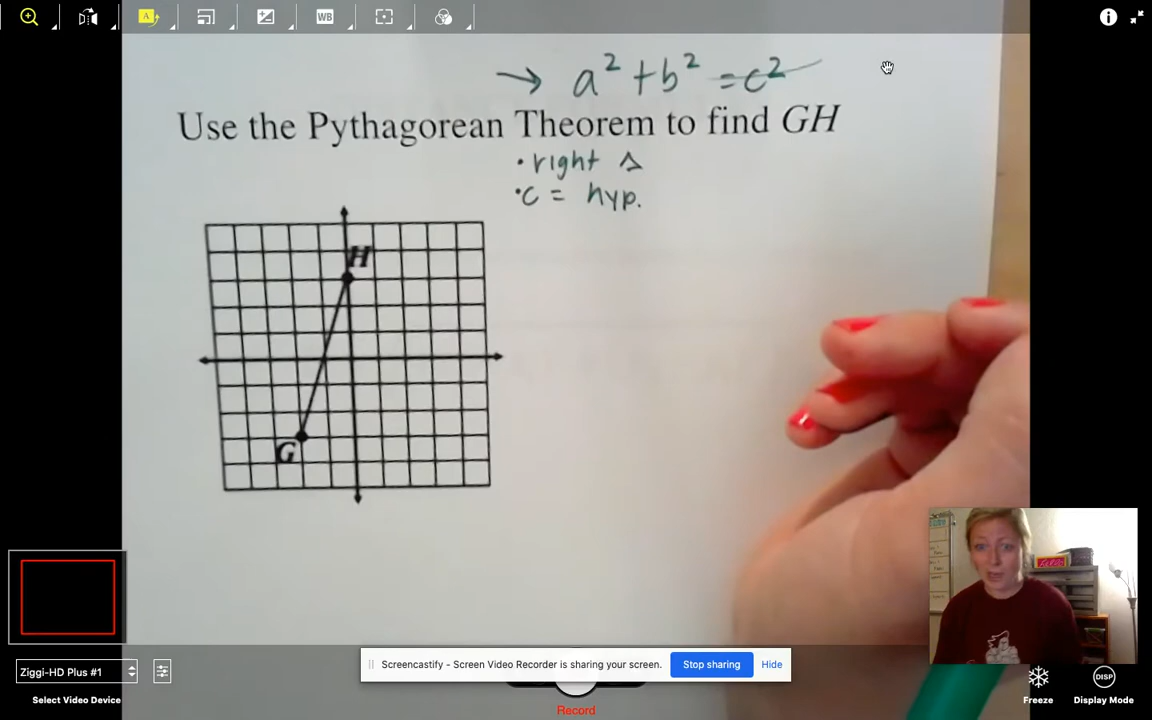 WB
→ a² + b² = c²
Use the Pythagorean Theorem to find GH
• right △
• c = hyp.
H
G
Ziggi-HD Plus #1
Select Video Device
Screencastify - Screen Video Recorder is sharing your screen.
Stop sharing
Hide
Record
Freeze
DISP
Display Mode